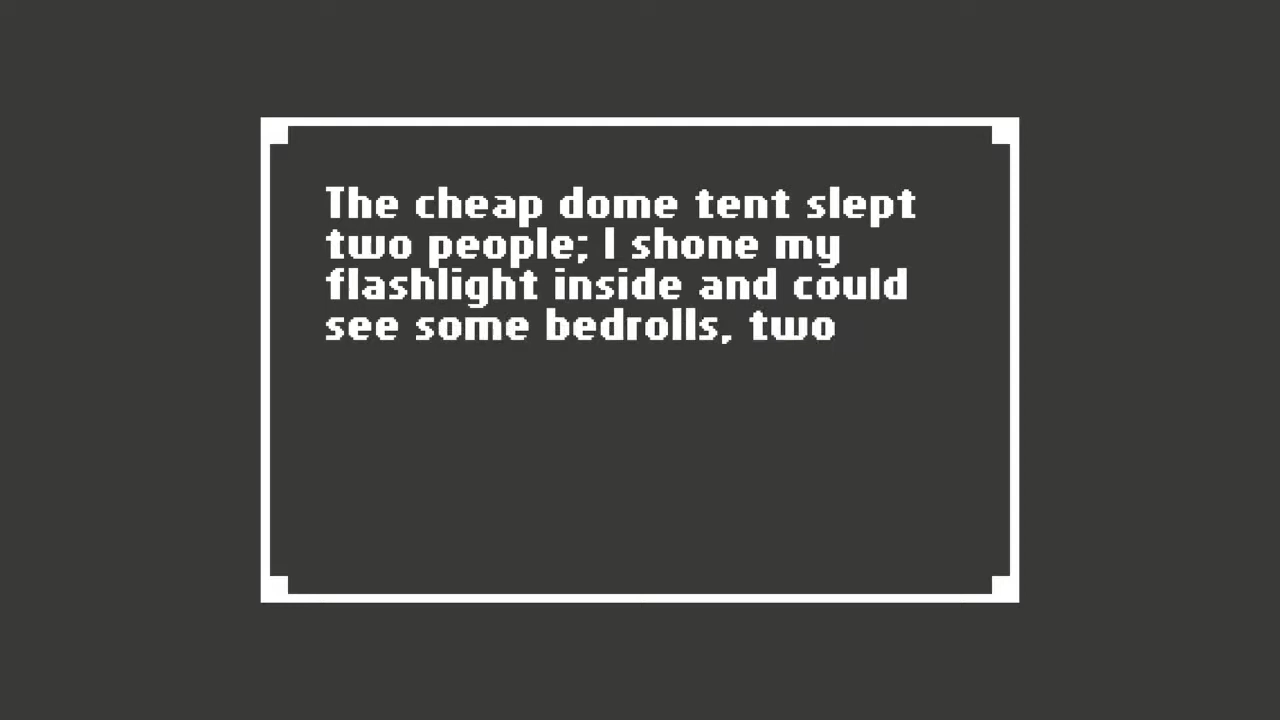 The cheap dome tent slept
two people; I shone my
flashlight inside and could
see some bedrolls, two